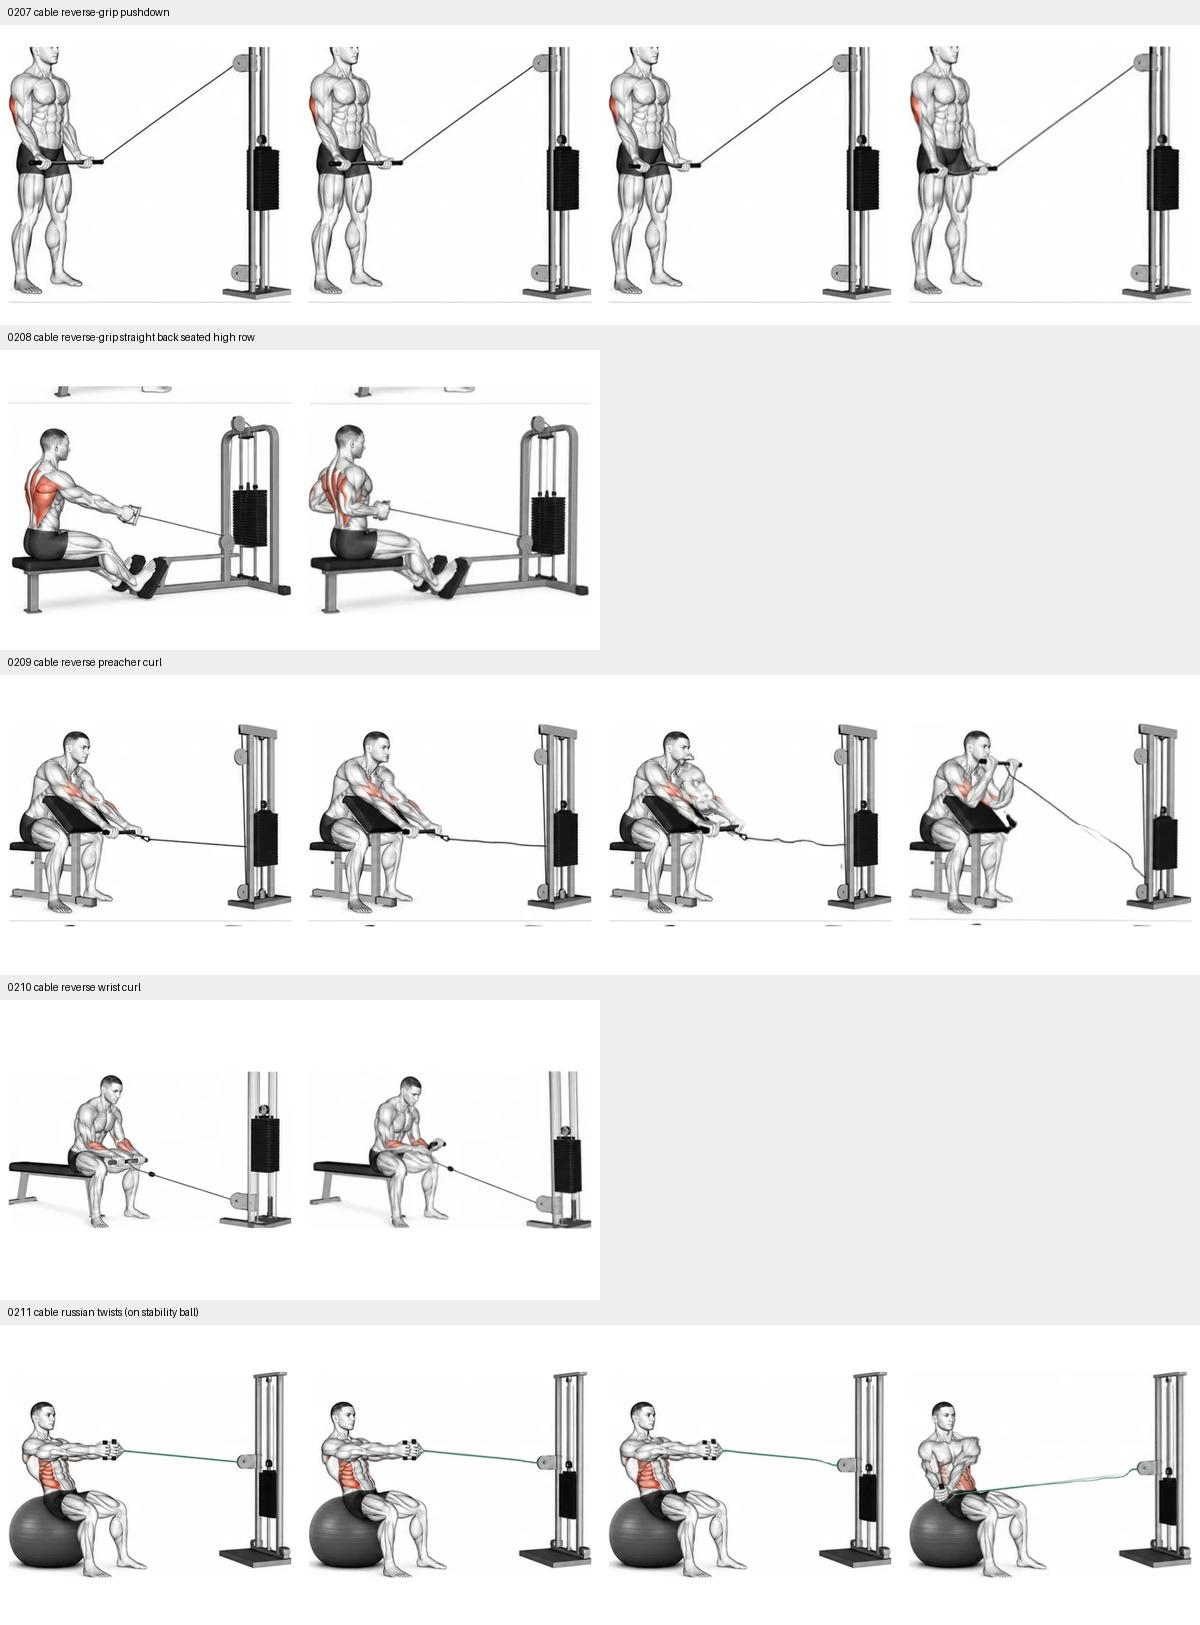 0207 cable reverse-grip pushdown
0208 cable reverse-grip straight back seated high row
0209 cable reverse preacher curl
0210 cable reverse wrist curl
0211 cable russian twists (on stability ball)